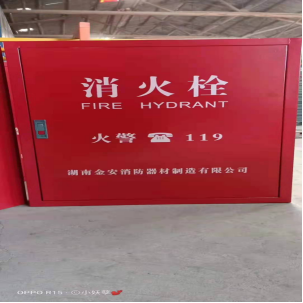 消火栓
FIRE HYDRANT
火警 ☎ 119
湖南金安消防器材制造有限公司
OPPO R15